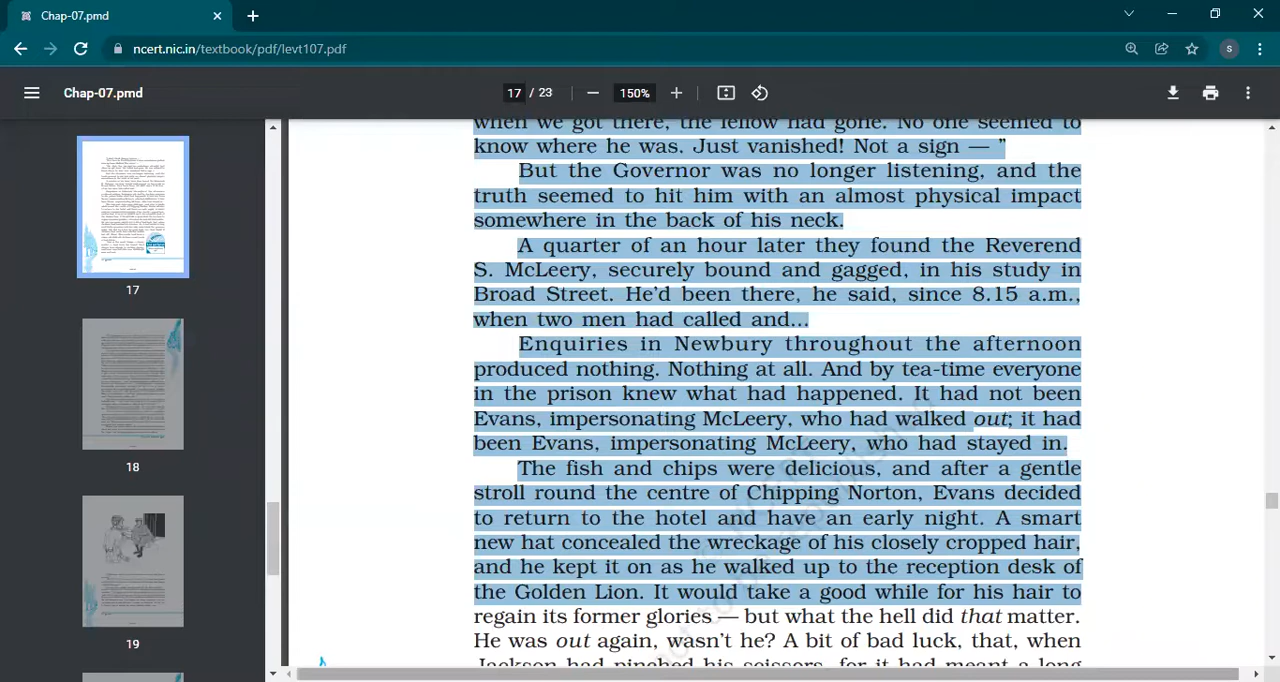 Chap-07.pmd
ncert.nic.in/textbook/pdf/levt107.pdf
S
Chap-07.pmd
17 / 23
150%
17
18
19
when we got there, the fellow had gone. No one seemed to
know where he was. Just vanished! Not a sign — ”
But the Governor was no longer listening, and the
truth seemed to hit him with an almost physical impact
somewhere in the back of his neck.
A quarter of an hour later they found the Reverend
S. McLeery, securely bound and gagged, in his study in
Broad Street. He’d been there, he said, since 8.15 a.m.,
when two men had called and...
Enquiries in Newbury throughout the afternoon
produced nothing. Nothing at all. And by tea-time everyone
in the prison knew what had happened. It had not been
Evans, impersonating McLeery, who had walked out; it had
been Evans, impersonating McLeery, who had stayed in.
The fish and chips were delicious, and after a gentle
stroll round the centre of Chipping Norton, Evans decided
to return to the hotel and have an early night. A smart
new hat concealed the wreckage of his closely cropped hair,
and he kept it on as he walked up to the reception desk of
the Golden Lion. It would take a good while for his hair to
regain its former glories — but what the hell did that matter.
He was out again, wasn’t he? A bit of bad luck, that, when
Jackson had pinched his scissors, for it had meant a long